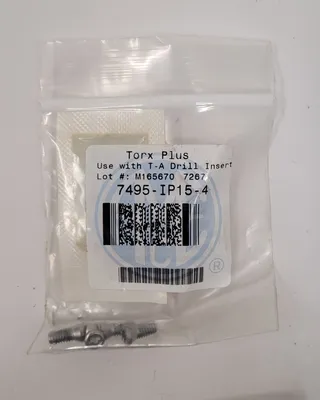 Torx Plus
Use with T-A Drill Insert
Lot #: M165670 7267
7495-IP15-4
®